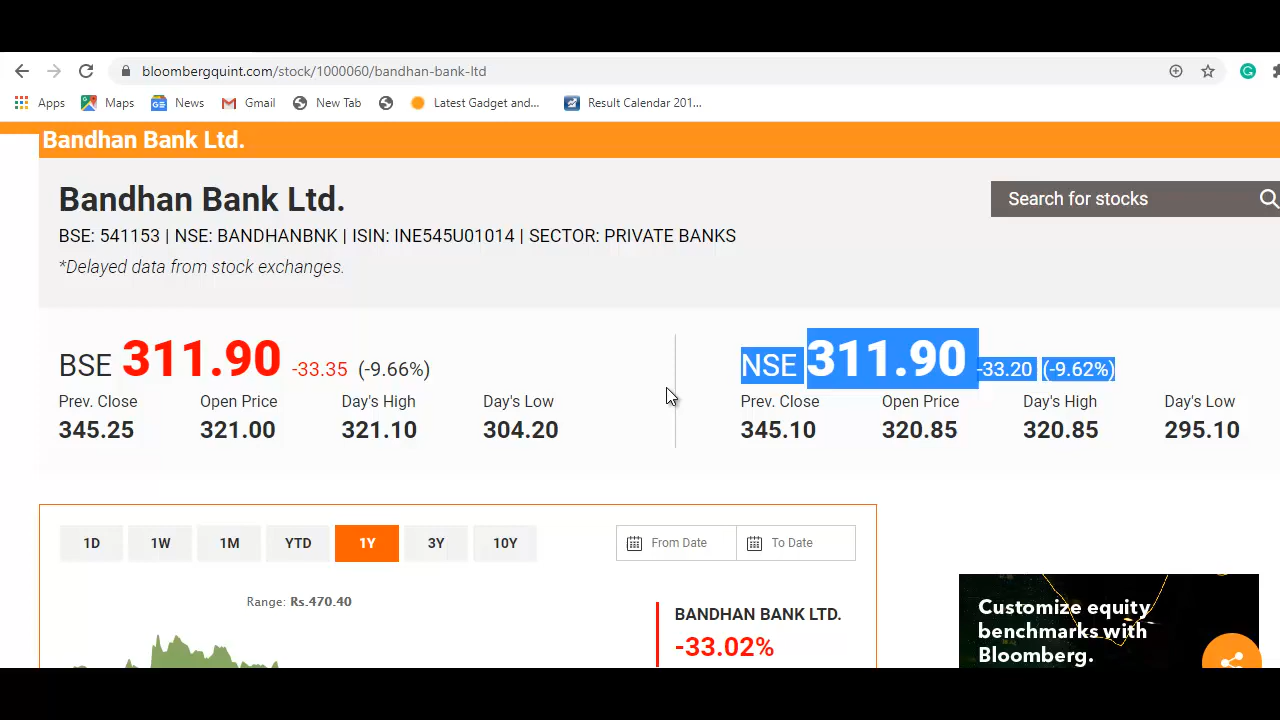 bloombergquint.com/stock/1000060/bandhan-bank-ltd
Apps Maps News Gmail New Tab Latest Gadget and... Result Calendar 201...
Bandhan Bank Ltd.
Bandhan Bank Ltd.
Search for stocks
BSE: 541153 | NSE: BANDHANBNK | ISIN: INE545U01014 | SECTOR: PRIVATE BANKS
*Delayed data from stock exchanges.
BSE 311.90 -33.35 (-9.66%)
Prev. Close Open Price Day's High Day's Low
345.25 321.00 321.10 304.20
NSE 311.90 -33.20 (-9.62%)
Prev. Close Open Price Day's High Day's Low
345.10 320.85 320.85 295.10
1D 1W 1M YTD 1Y 3Y 10Y
From Date To Date
Range: Rs.470.40
BANDHAN BANK LTD.
-33.02%
Customize equity
benchmarks with
Bloomberg.